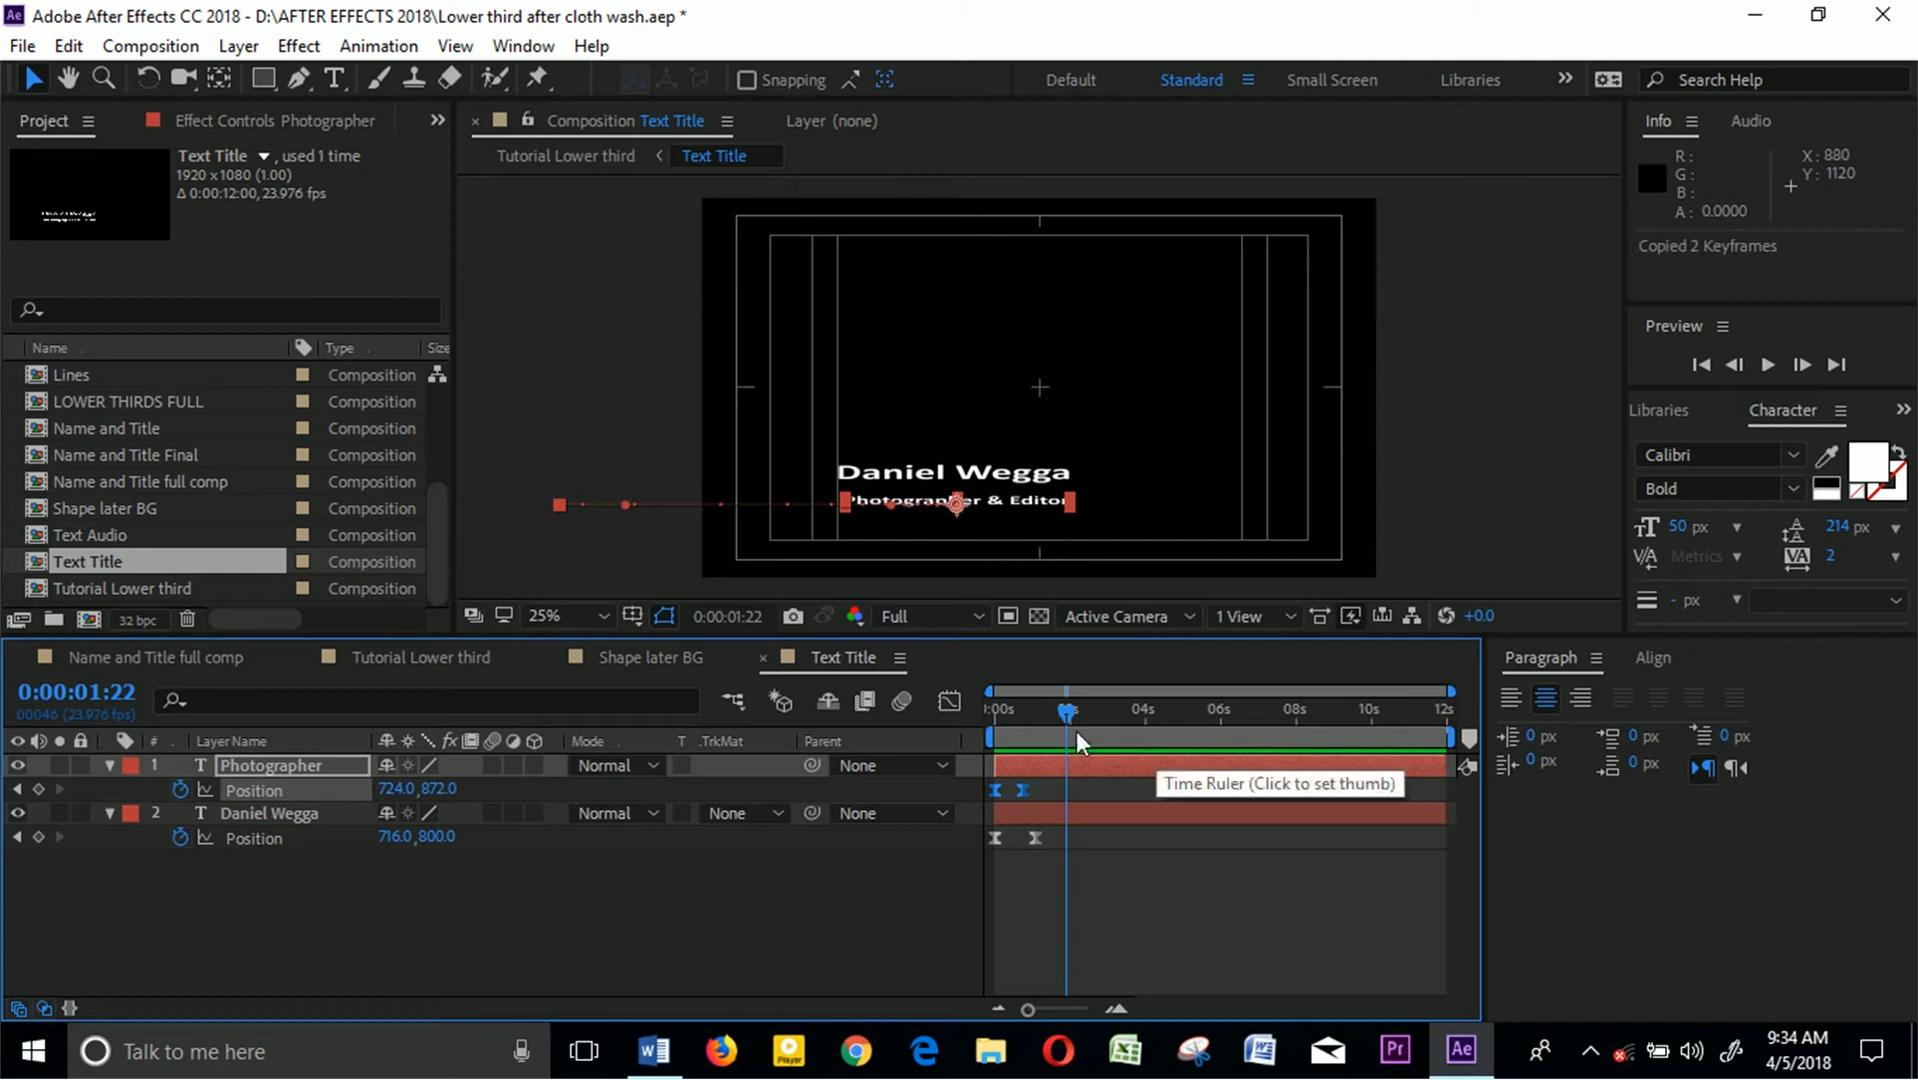 Adobe After Effects CC 2018 - D:\AFTER EFFECTS 2018\Lower third after cloth wash.aep *
File Edit Composition Layer Effect Animation View Window Help
Snapping
Default Standard Small Screen Libraries
Search Help
Project
Effect Controls Photographer
Text Title , used 1 time
1920 x1080 (1.00)
Δ 0:00:12:00, 23.976 fps
Name Type Size
Lines Composition
LOWER THIRDS FULL Composition
Name and Title Composition
Name and Title Final Composition
Name and Title full comp Composition
Shape later BG Composition
Text Audio Composition
Text Title Composition
Tutorial Lower third Composition
32 bpc
Composition Text Title
Layer (none)
Tutorial Lower third
Text Title
Daniel Wegga
Photographer & Editor
25% 0:00:01:22 Full Active Camera 1 View +0.0
Info Audio
R :
G :
B :
A : 0.0000
X : 880
Y : 1120
Copied 2 Keyframes
Preview
Libraries Character
Calibri
Bold
50 px 214 px
Metrics 2
- px
Name and Title full comp Tutorial Lower third Shape later BG Text Title
0:00:01:22
00046 (23.976 fps)
04s 06s 08s 10s 12s
# Layer Name Mode T .TrkMat Parent
1 T Photographer Normal None
Position 724.0,872.0
2 T Daniel Wegga Normal None None
Position 716.0,800.0
Time Ruler (Click to set thumb)
Paragraph Align
0 px 0 px 0 px
0 px 0 px
Talk to me here
Player
Pr
Ae
9:34 AM
4/5/2018